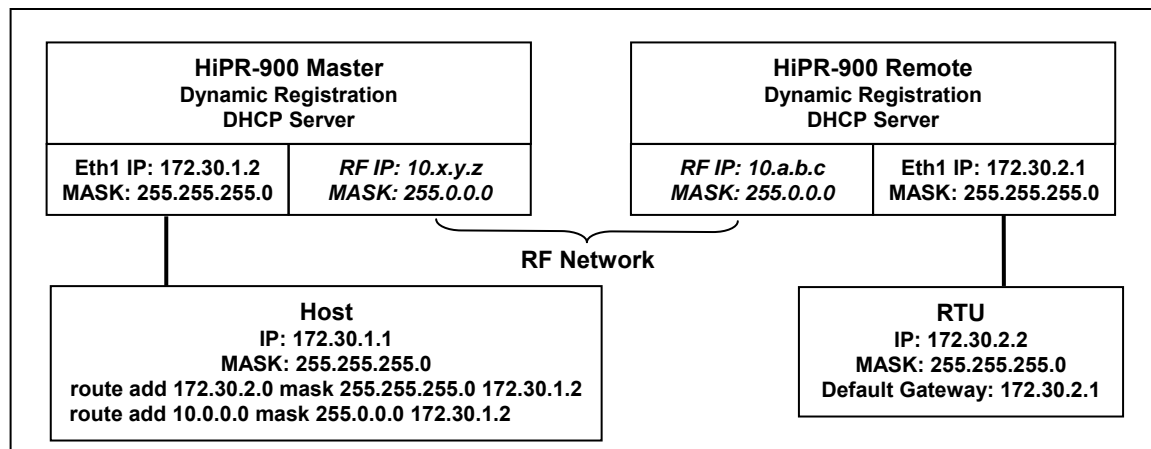 HiPR-900 Master
Dynamic Registration
DHCP Server
Eth1 IP: 172.30.1.2
MASK: 255.255.255.0
RF IP: 10.x.y.z
MASK: 255.0.0.0
HiPR-900 Remote
Dynamic Registration
DHCP Server
RF IP: 10.a.b.c
MASK: 255.0.0.0
Eth1 IP: 172.30.2.1
MASK: 255.255.255.0
RF Network
Host
IP: 172.30.1.1
MASK: 255.255.255.0
route add 172.30.2.0 mask 255.255.255.0 172.30.1.2
route add 10.0.0.0 mask 255.0.0.0 172.30.1.2
RTU
IP: 172.30.2.2
MASK: 255.255.255.0
Default Gateway: 172.30.2.1